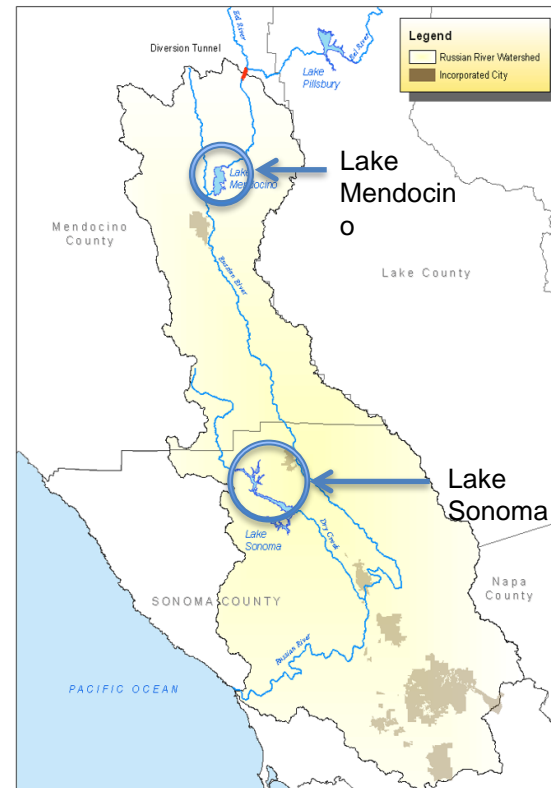 Eel River
Diversion Tunnel
Lake
Pillsbury
Eel River
Legend
Russian River Watershed
Incorporated City
Lake
Mendocino
Lake
Mendocin
o
Mendocino
County
Lake County
Russian River
Lake
Sonoma
Lake
Sonoma
Dry Creek
Napa
County
SONOMA COUNTY
Russian River
PACIFIC OCEAN